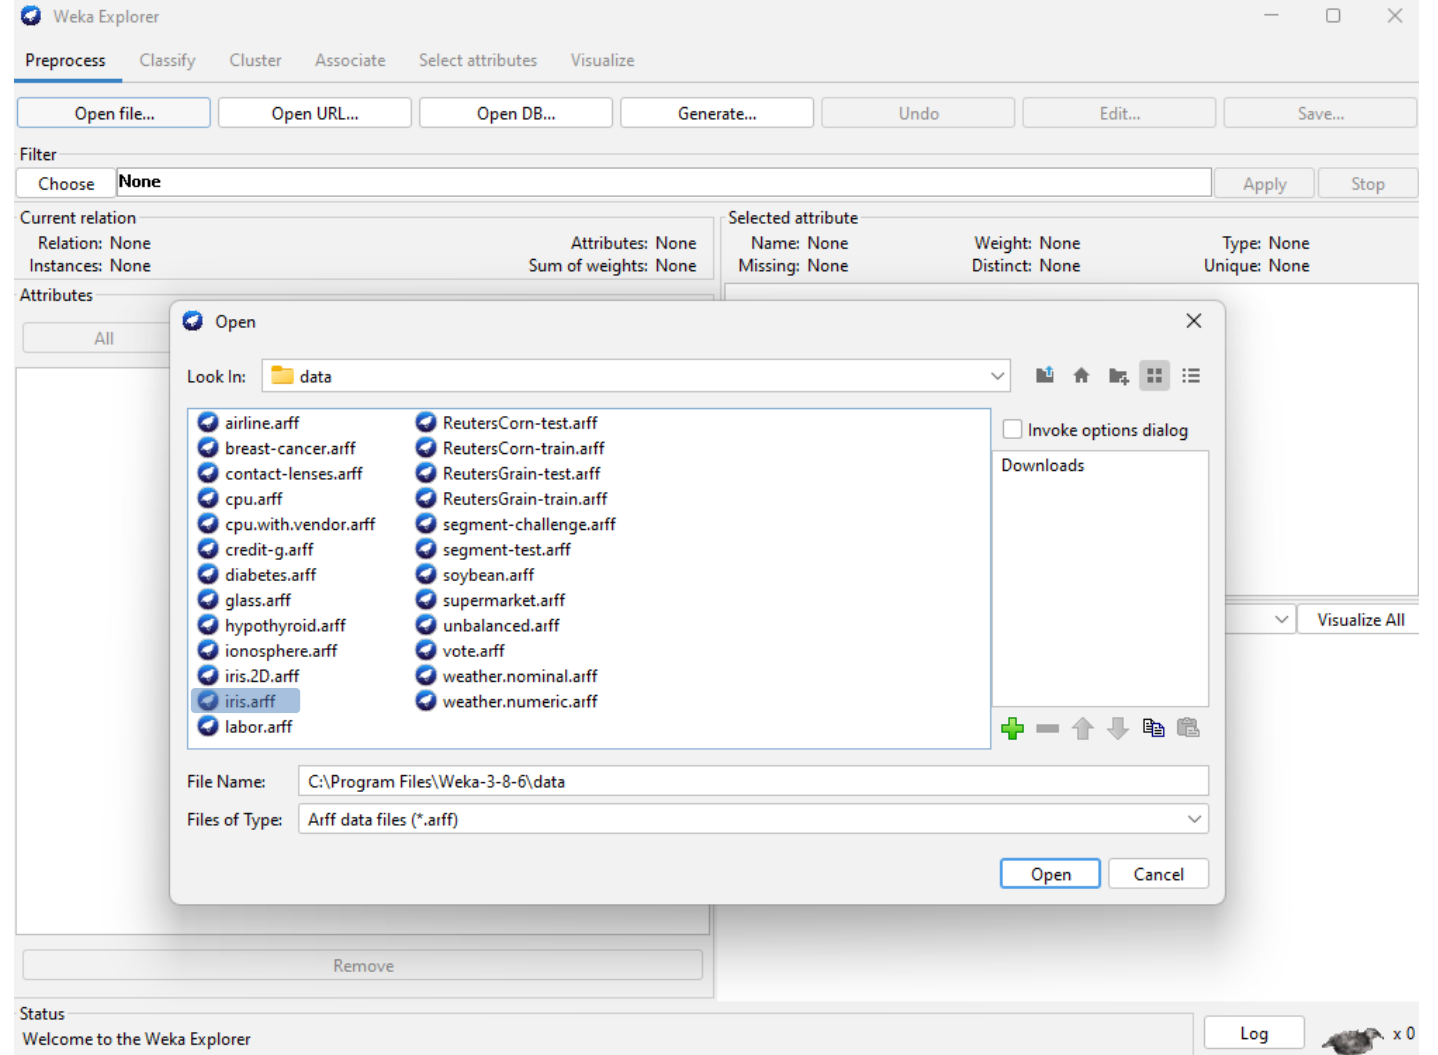 Weka Explorer
Preprocess Classify Cluster Associate Select attributes Visualize
Open file... Open URL... Open DB... Generate... Undo Edit... Save...
Filter
Choose None Apply Stop
Current relation
Relation: None Attributes: None
Instances: None Sum of weights: None
Selected attribute
Name: None Weight: None Type: None
Missing: None Distinct: None Unique: None
Attributes
All
Open
Look In: data
airline.arff
breast-cancer.arff
contact-lenses.arff
cpu.arff
cpu.with.vendor.arff
credit-g.arff
diabetes.arff
glass.arff
hypothyroid.arff
ionosphere.arff
iris.2D.arff
iris.arff
labor.arff
ReutersCorn-test.arff
ReutersCorn-train.arff
ReutersGrain-test.arff
ReutersGrain-train.arff
segment-challenge.arff
segment-test.arff
soybean.arff
supermarket.arff
unbalanced.arff
vote.arff
weather.nominal.arff
weather.numeric.arff
Invoke options dialog
Downloads
File Name: C:\Program Files\Weka-3-8-6\data
Files of Type: Arff data files (*.arff)
Open Cancel
Visualize All
Remove
Status
Welcome to the Weka Explorer
Log x 0